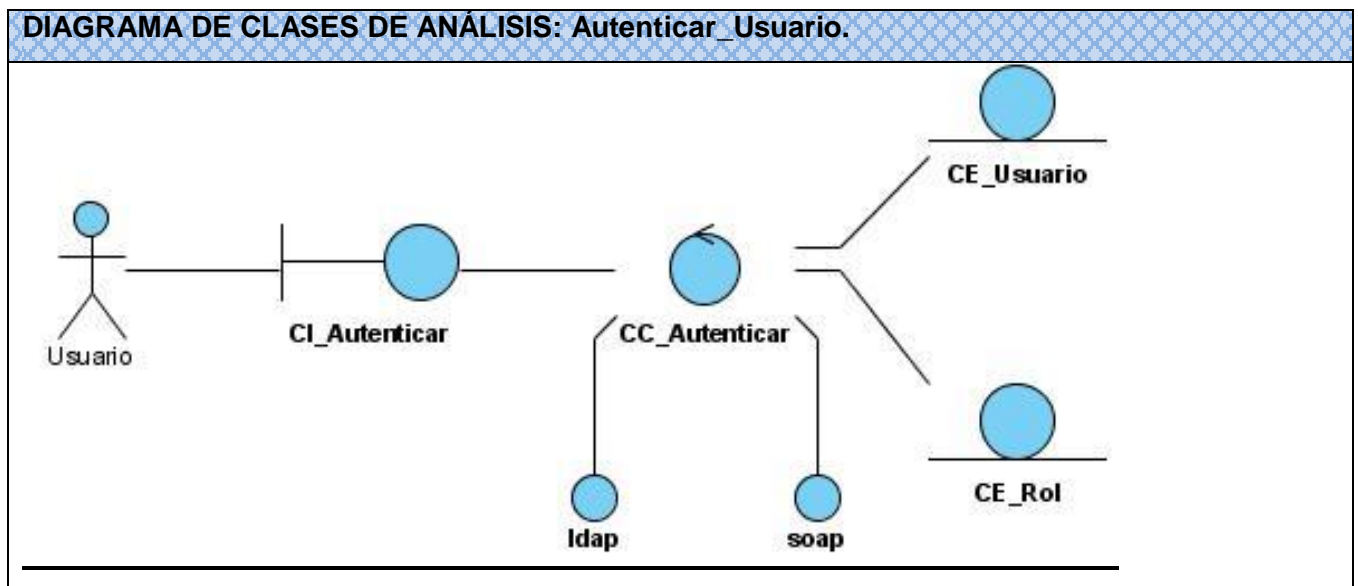 DIAGRAMA DE CLASES DE ANÁLISIS: Autenticar_Usuario.
CE_Usuario
Usuario
CI_Autenticar
CC_Autenticar
CE_Rol
ldap
soap